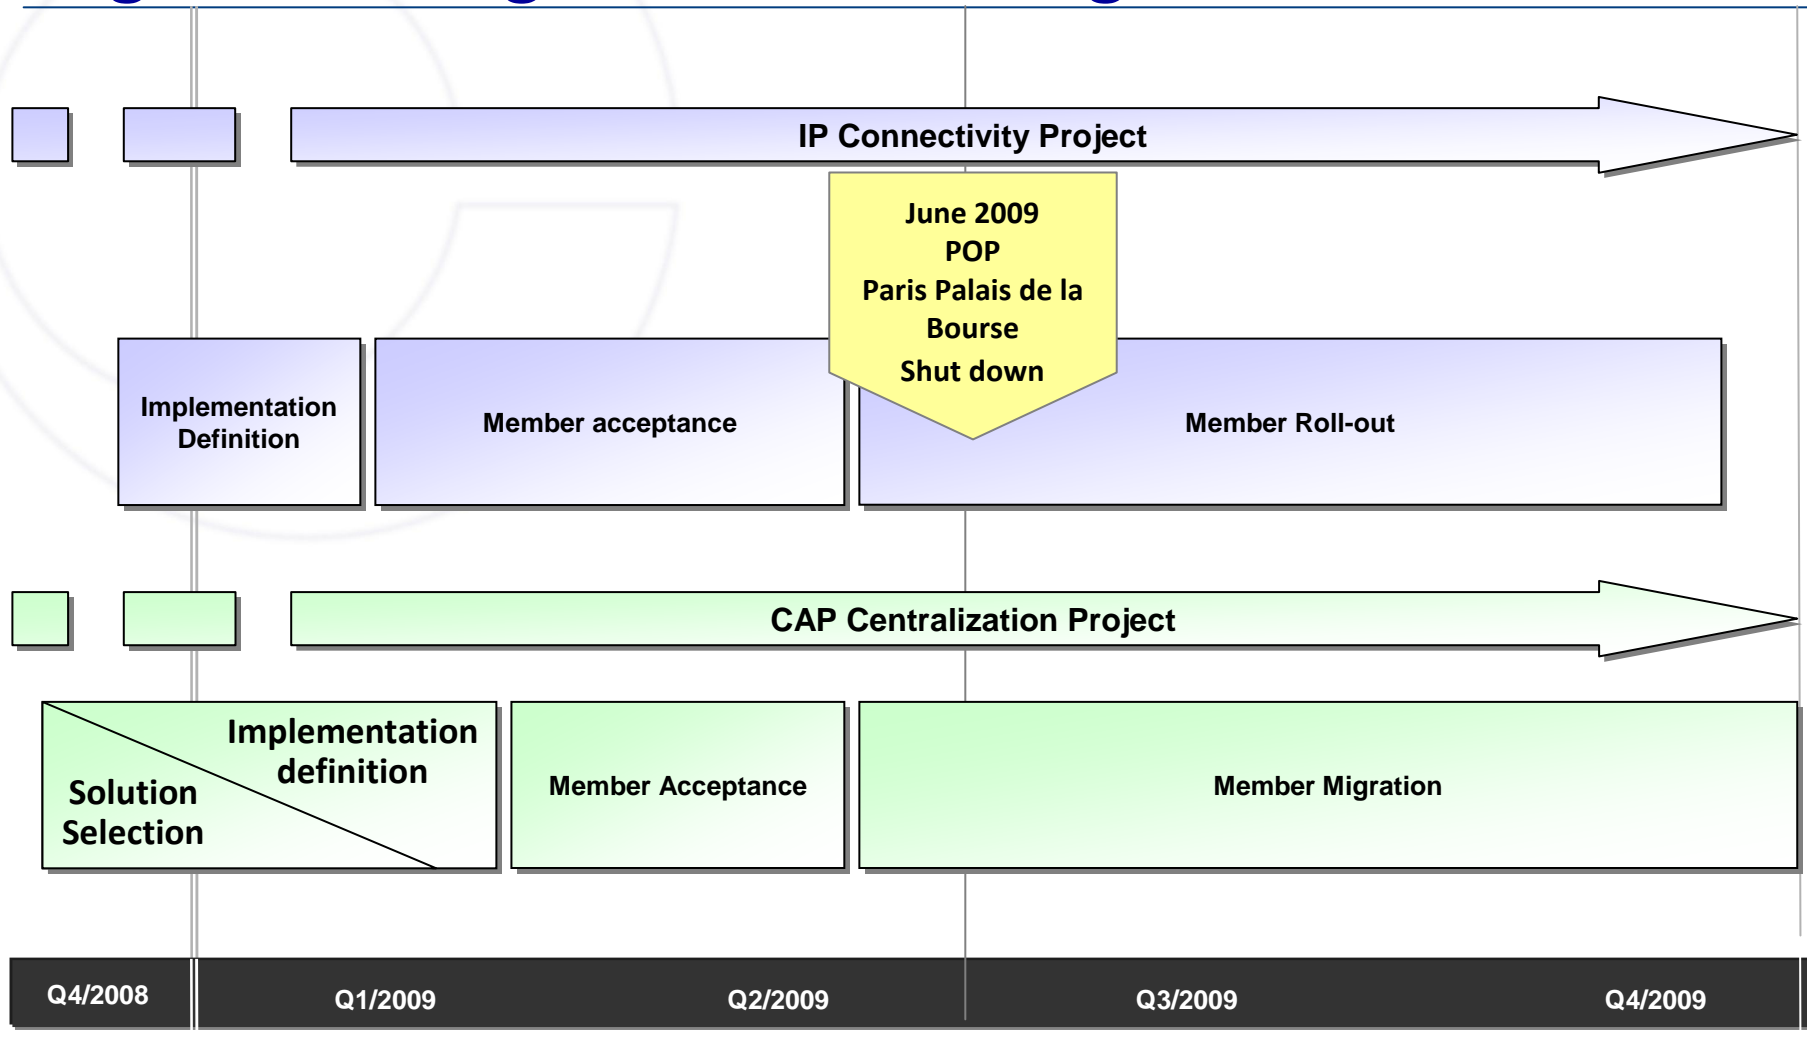 IP Connectivity Project
June 2009
POP
Paris Palais de la
Bourse
Shut down
Implementation
Definition
Member acceptance
Member Roll-out
CAP Centralization Project
Implementation
definition
Solution
Selection
Member Acceptance
Member Migration
Q4/2008
Q1/2009
Q2/2009
Q3/2009
Q4/2009